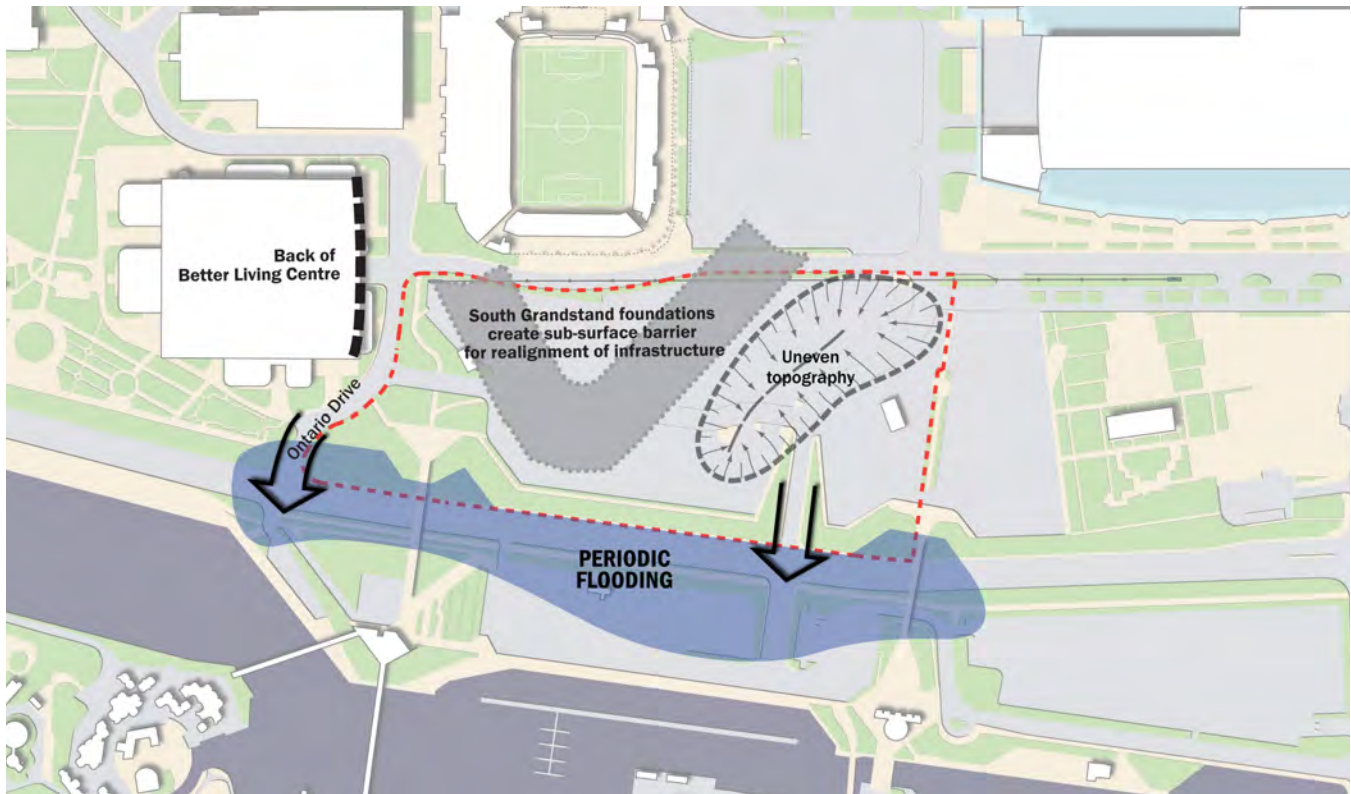 Back of
Better Living Centre
South Grandstand foundations
create sub-surface barrier
for realignment of infrastructure
Uneven
topography
Ontario Drive
PERIODIC
FLOODING